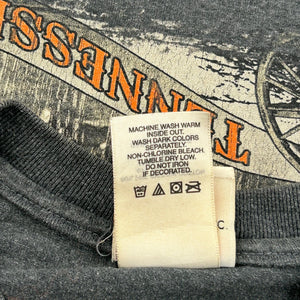 TENNESS
MACHINE WASH WARM
INSIDE OUT.
WASH DARK COLORS
SEPARATELY.
NON-CHLORINE BLEACH.
TUMBLE DRY LOW.
DO NOT IRON
IF DECORATED.
C.